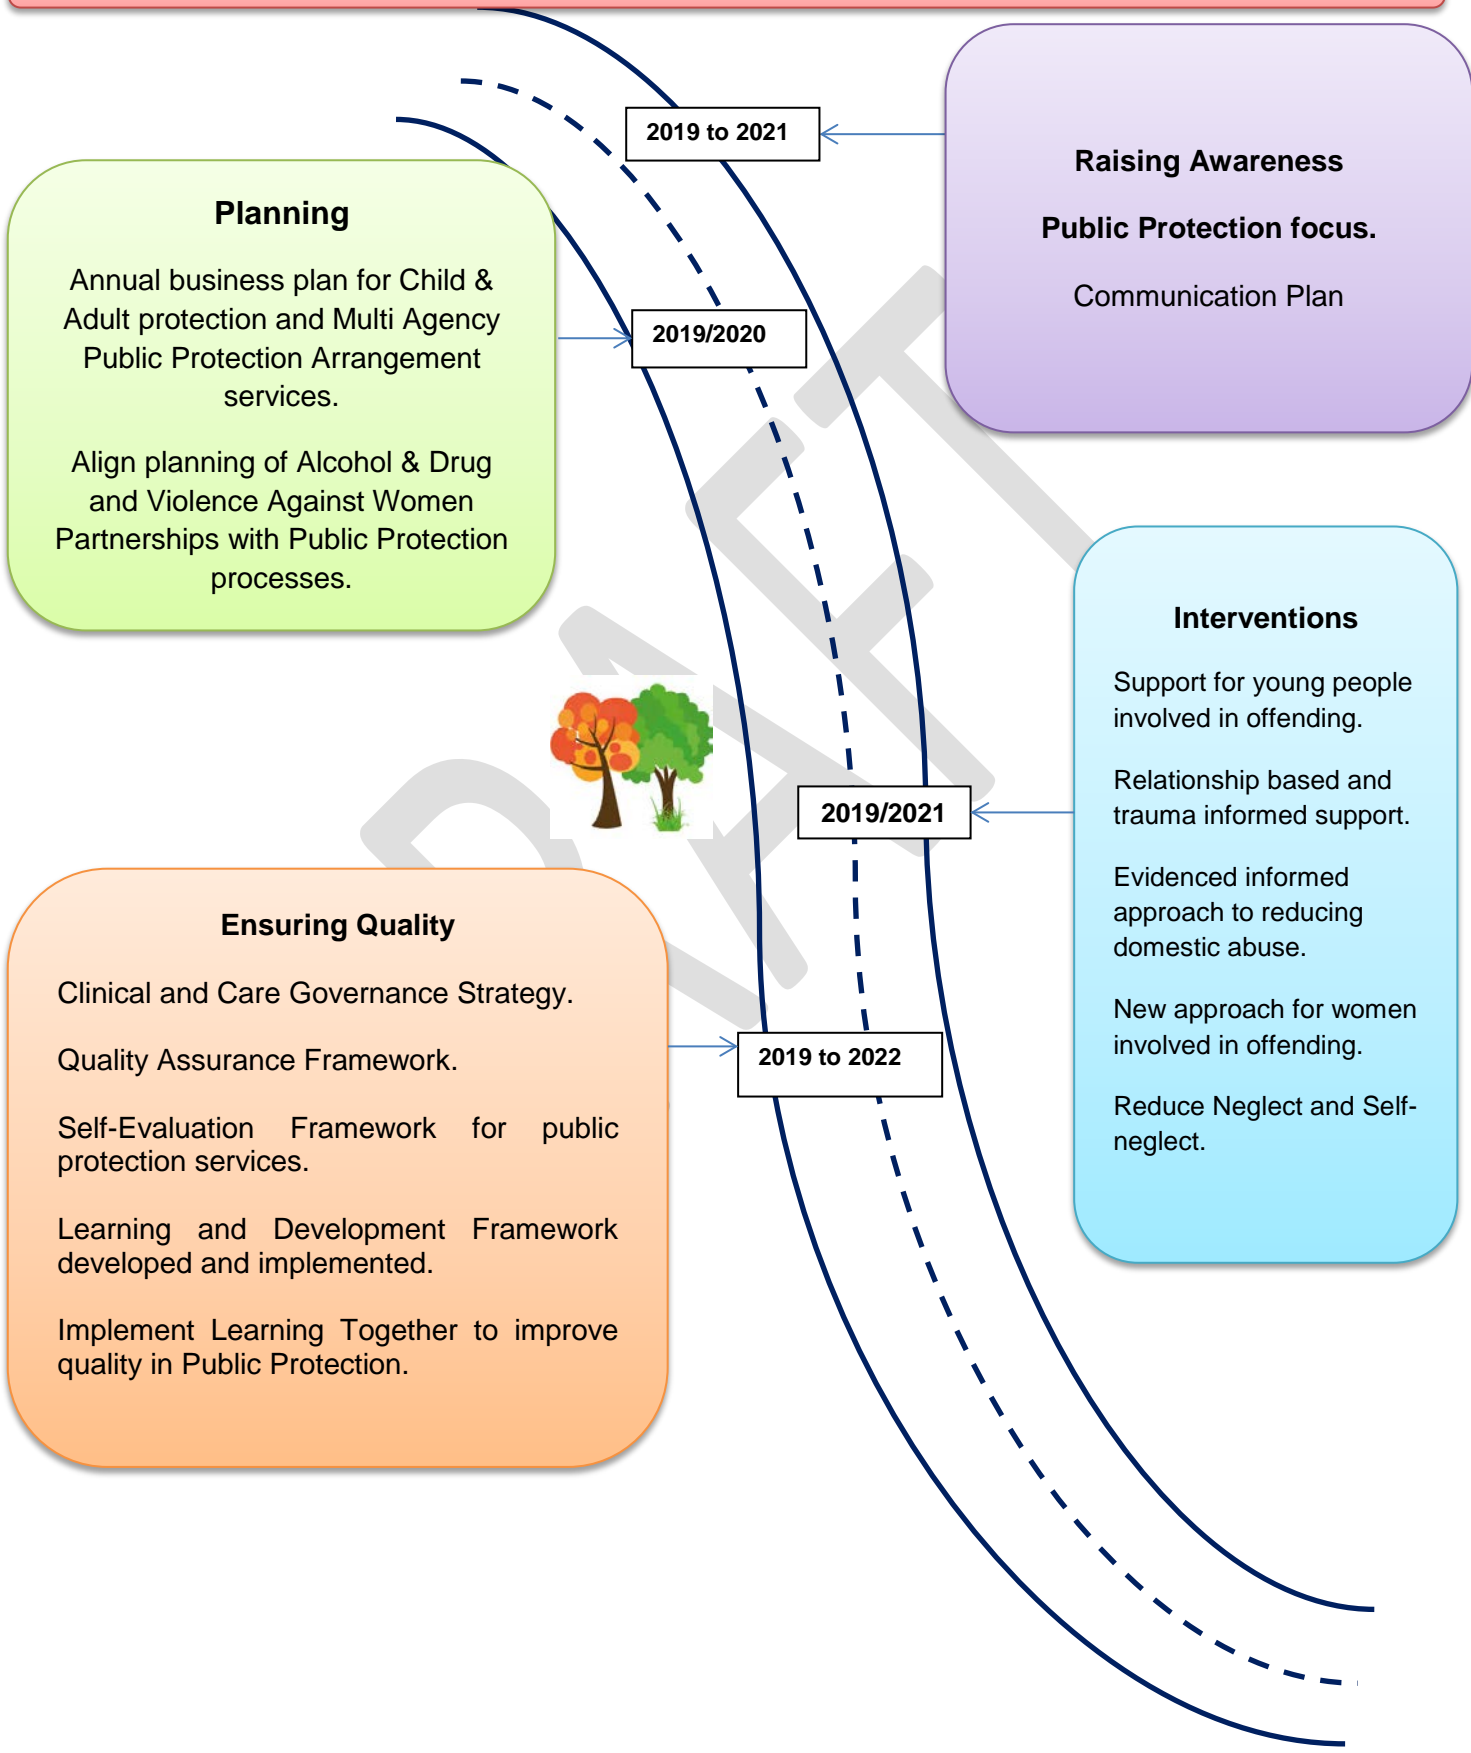 2019 to 2021
Raising Awareness
Public Protection focus.
Communication Plan
Planning
Annual business plan for Child &
Adult protection and Multi Agency
Public Protection Arrangement
services.
Align planning of Alcohol & Drug
and Violence Against Women
Partnerships with Public Protection
processes.
2019/2020
Interventions
Support for young people
involved in offending.
Relationship based and
trauma informed support.
Evidenced informed
approach to reducing
domestic abuse.
New approach for women
involved in offending.
Reduce Neglect and Self-
neglect.
2019/2021
Ensuring Quality
Clinical and Care Governance Strategy.
Quality Assurance Framework.
Self-Evaluation Framework for public
protection services.
Learning and Development Framework
developed and implemented.
Implement Learning Together to improve
quality in Public Protection.
2019 to 2022
DRAFT